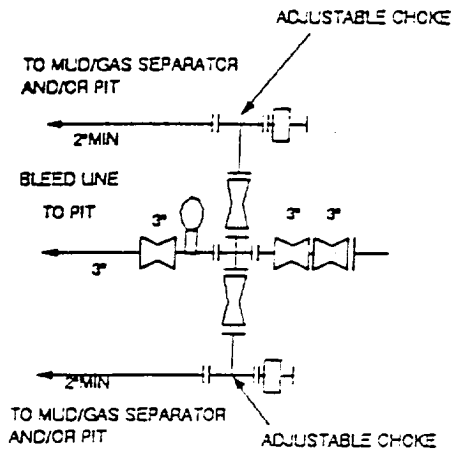 ADJUSTABLE CHOKE
TO MUD/GAS SEPARATOR
AND/OR PIT
2"MIN
BLEED LINE
TO PIT
3"
3" 3"
3"
2"MIN
TO MUD/GAS SEPARATOR
AND/OR PIT
ADJUSTABLE CHOKE